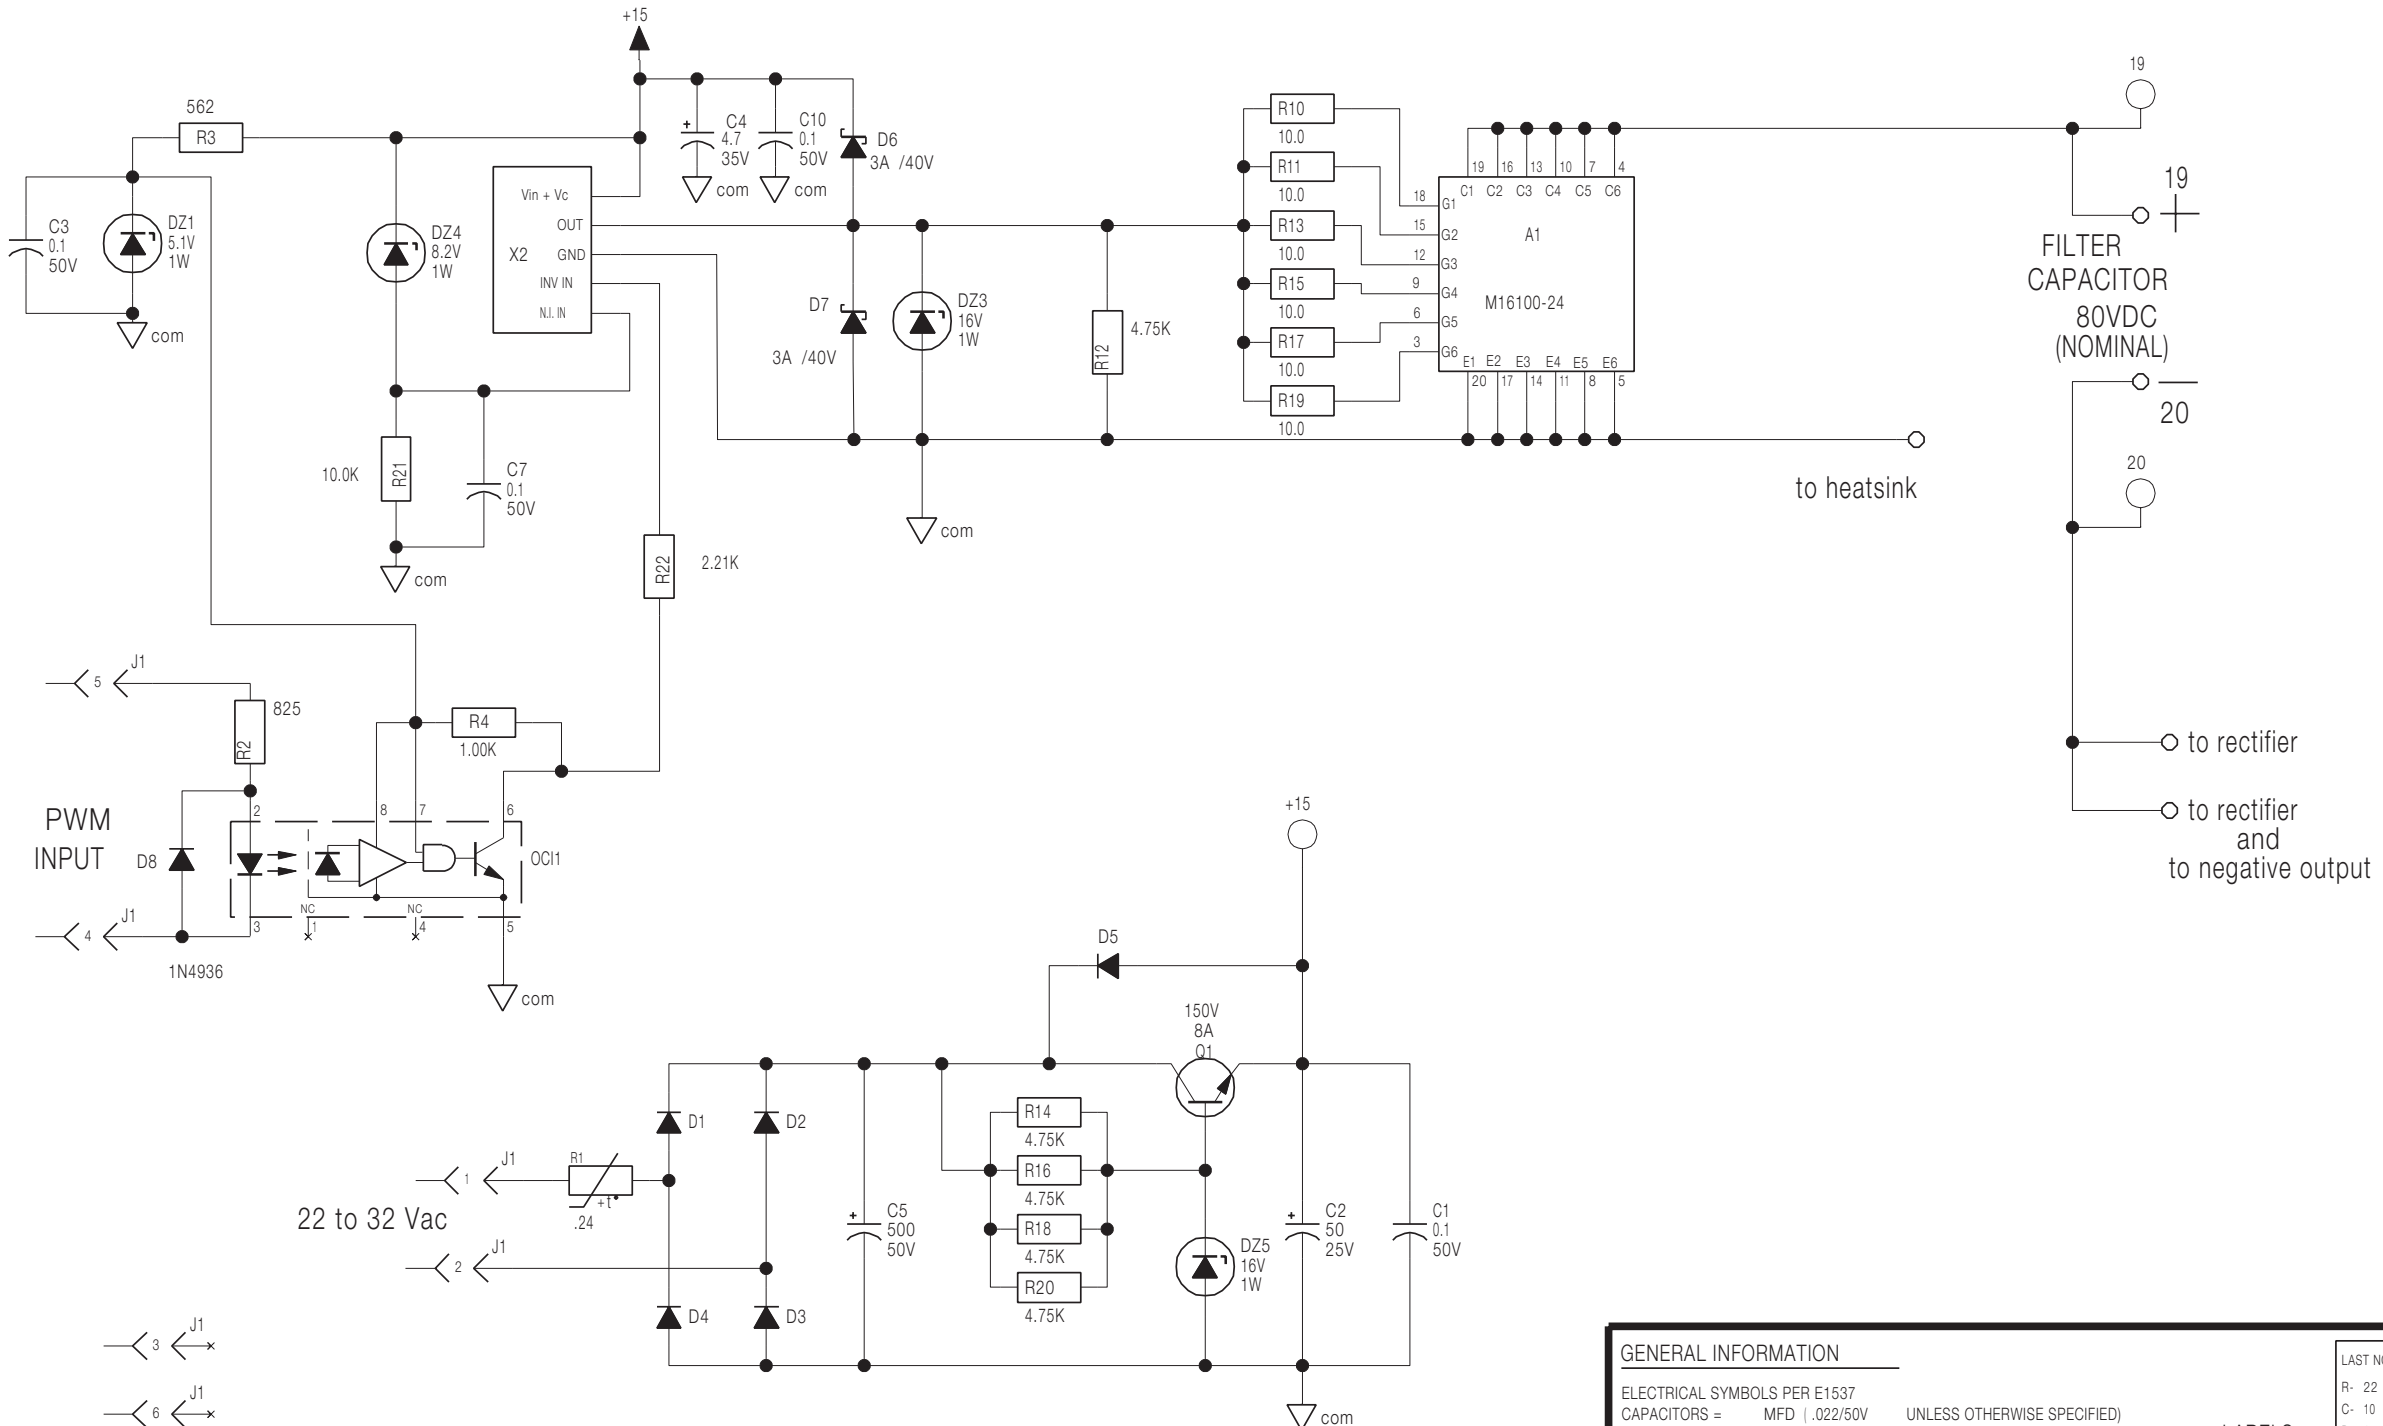 +15
562
R3
C3
0.1
50V
DZ1
5.1V
1W
com
DZ4
8.2V
1W
Vin + Vc
OUT
X2
GND
INV IN
N.I. IN
C4
4.7
35V
+
com
C10
0.1
50V
com
D6
3A /40V
D7
3A /40V
DZ3
16V
1W
R12
4.75K
com
R10
10.0
R11
10.0
R13
10.0
R15
10.0
R17
10.0
R19
10.0
19 16 13 10 7 4
C1 C2 C3 C4 C5 C6
18 G1
15 G2
12 G3
9 G4
6 G5
3 G6
A1
M16100-24
E1 E2 E3 E4 E5 E6
20 17 14 11 8 5
to heatsink
19
19
+
FILTER
CAPACITOR
80VDC
(NOMINAL)
—
20
20
to rectifier
to rectifier
and
to negative output
10.0K
R21
C7
0.1
50V
com
R22
2.21K
5
J1
825
R2
R4
1.00K
PWM
INPUT
D8
2
8
7
6
OCI1
NC
1
NC
4
3
5
4
J1
1N4936
com
+15
D5
150V
8A
Q1
D1
D2
R14
4.75K
R16
4.75K
R18
4.75K
R20
4.75K
1
J1
R1
+t°
.24
22 to 32 Vac
2
J1
+
C5
500
50V
DZ5
16V
1W
+
C2
50
25V
C1
0.1
50V
D4
D3
com
3
J1
6
J1
GENERAL INFORMATION
ELECTRICAL SYMBOLS PER E1537
CAPACITORS = MFD ( .022/50V UNLESS OTHERWISE SPECIFIED)
R- 22
C- 10